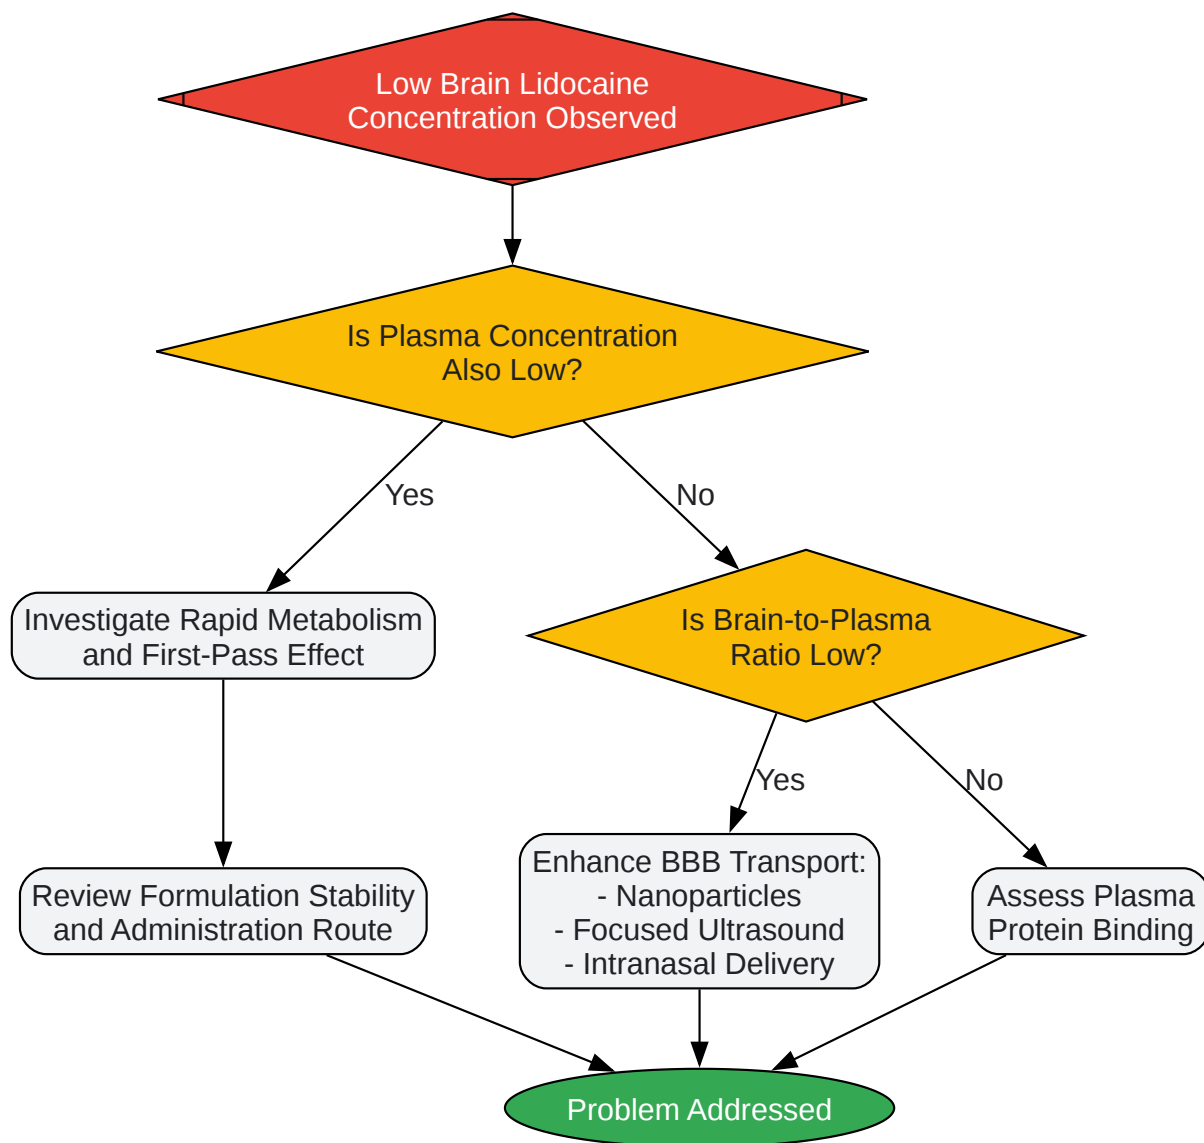 Low Brain Lidocaine
Concentration Observed
Is Plasma Concentration
Also Low?
Yes
No
Investigate Rapid Metabolism
and First-Pass Effect
Is Brain-to-Plasma
Ratio Low?
Yes
No
Review Formulation Stability
and Administration Route
Enhance BBB Transport:
- Nanoparticles
- Focused Ultrasound
- Intranasal Delivery
Assess Plasma
Protein Binding
Problem Addressed